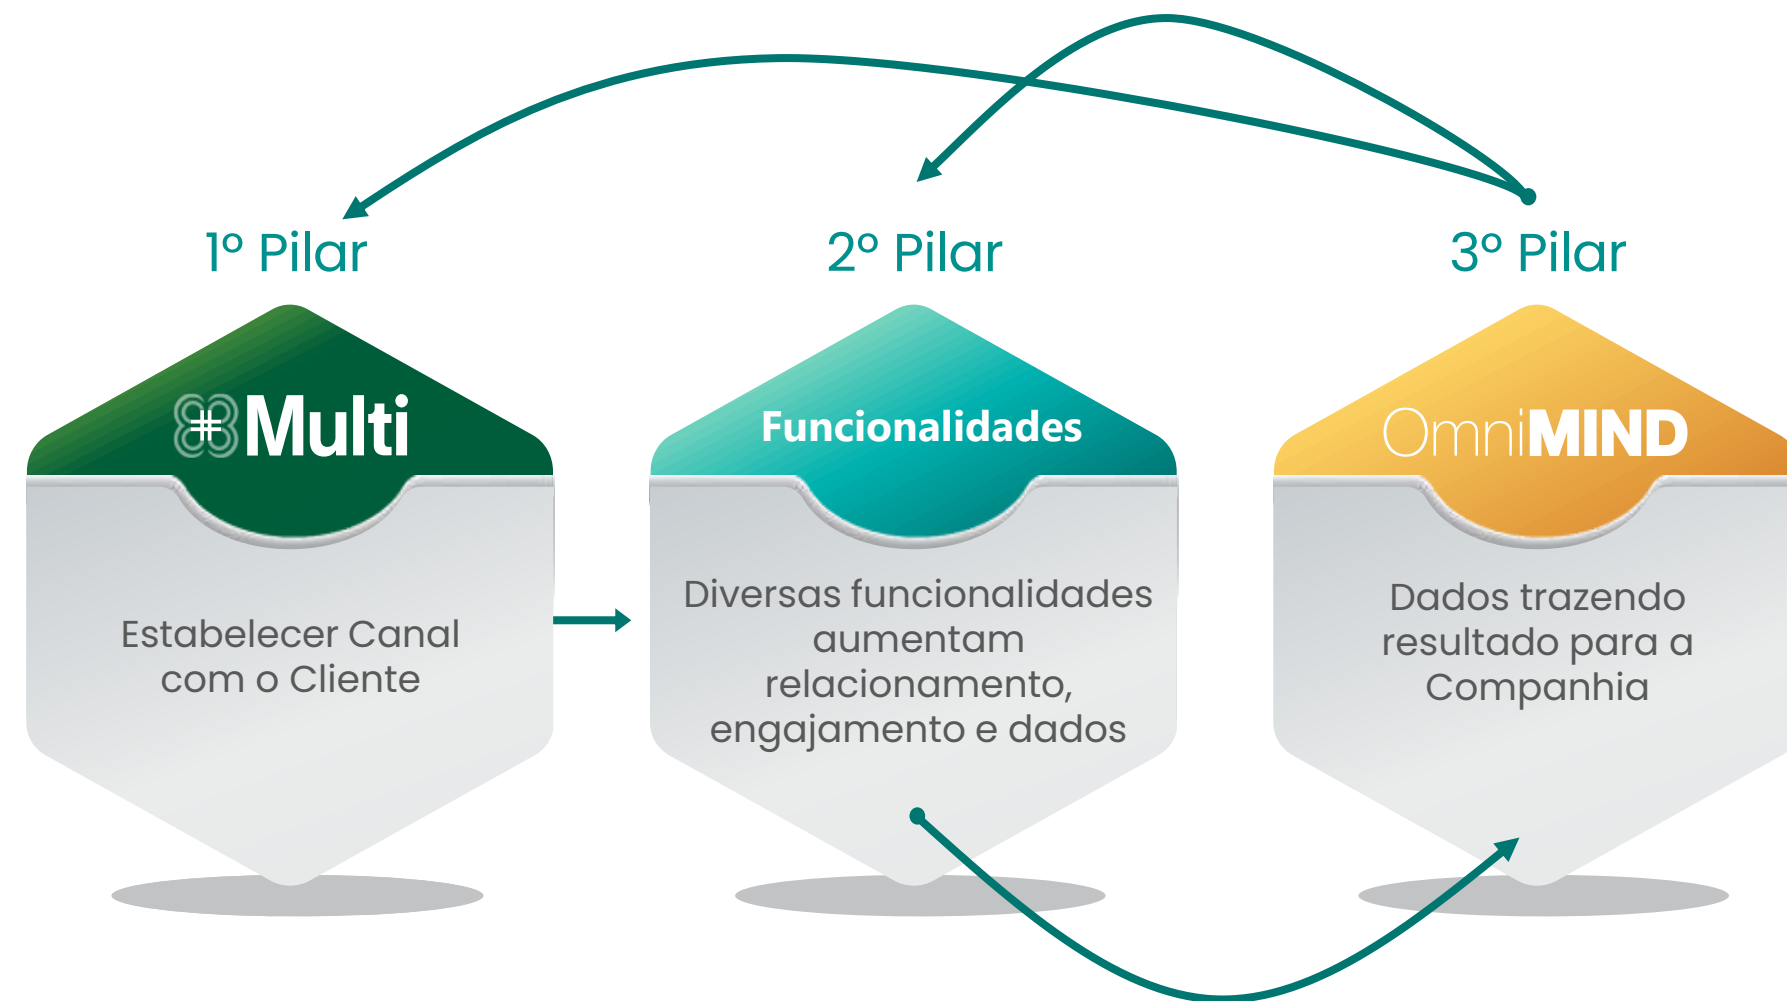 1º Pilar
2º Pilar
3º Pilar
Multi
Funcionalidades
OmniMIND
Estabelecer Canal
com o Cliente
Diversas funcionalidades
aumentam
relacionamento,
engajamento e dados
Dados trazendo
resultado para a
Companhia